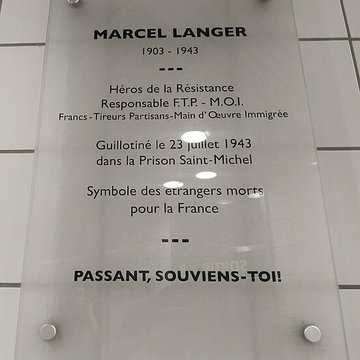 MARCEL LANGER
1903 - 1943
---
Héros de la Résistance
Responsable F.T.P. - M.O.I.
Francs-Tireurs Partisans-Main d'Œuvre Immigrée
Guillotiné le 23 juillet 1943
dans la Prison Saint-Michel
Symbole des étrangers morts
pour la France
---
PASSANT, SOUVIENS-TOI!